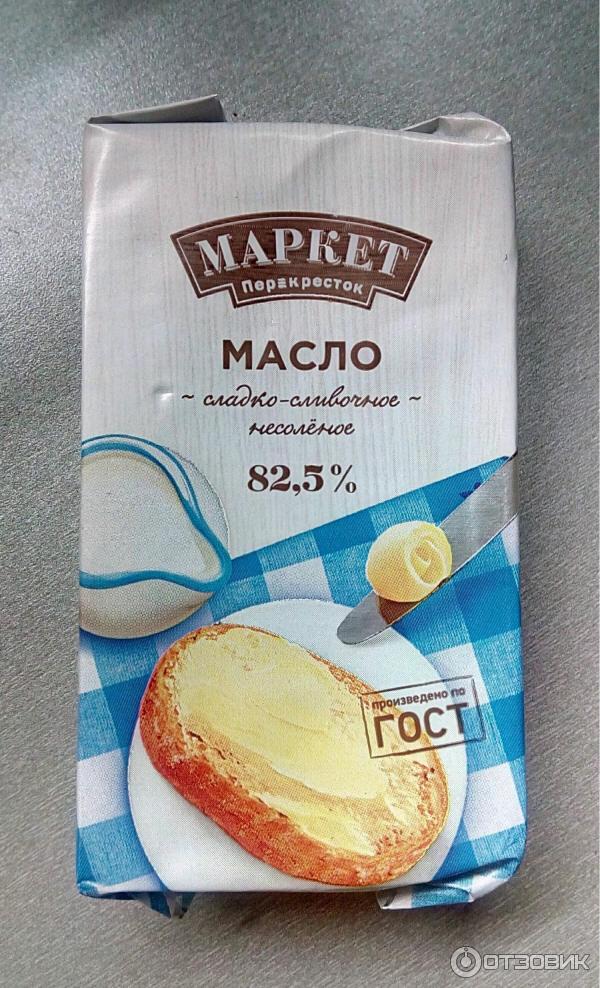 МАРКЕТ
Перекресток
МАСЛО
~ сладко-сливочное ~
несолёное
82,5%
произведено по
ГОСТ
ОТЗОВИК